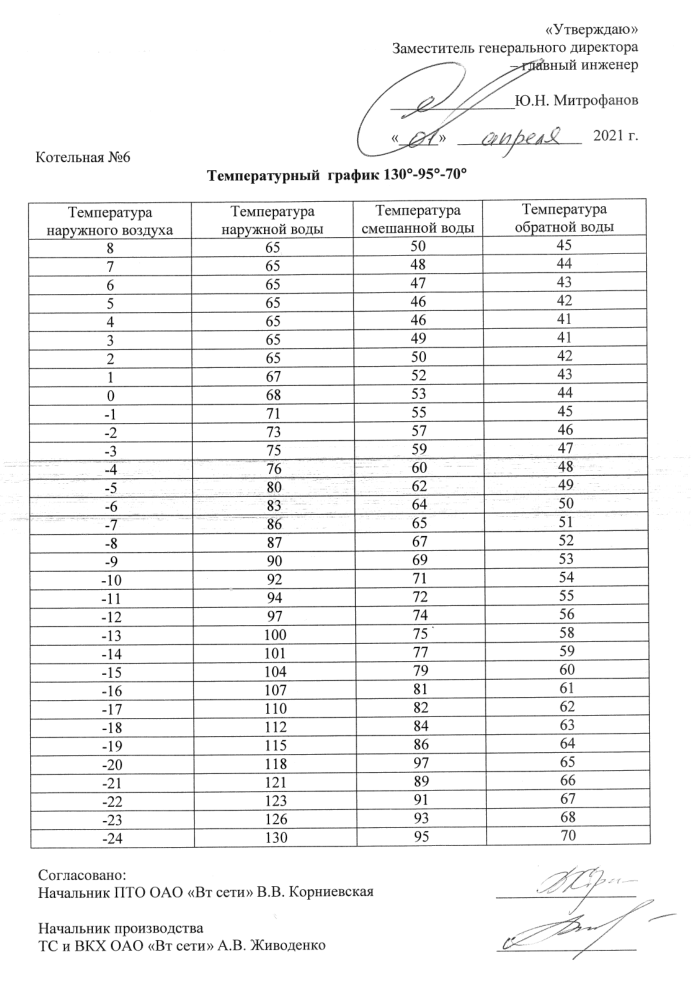 «Утверждаю»
Заместитель генерального директора
– главный инженер
Ю.Н. Митрофанов
« 01 » апреля 2021 г.
Котельная №6
Температурный график 130°-95°-70°
Температура наружного воздуха Температура наружной воды Температура смешанной воды Температура обратной воды
8 65 50 45
7 65 48 44
6 65 47 43
5 65 46 42
4 65 46 41
3 65 49 41
2 65 50 42
1 67 52 43
0 68 53 44
-1 71 55 45
-2 73 57 46
-3 75 59 47
-4 76 60 48
-5 80 62 49
-6 83 64 50
-7 86 65 51
-8 87 67 52
-9 90 69 53
-10 92 71 54
-11 94 72 55
-12 97 74 56
-13 100 75 58
-14 101 77 59
-15 104 79 60
-16 107 81 61
-17 110 82 62
-18 112 84 63
-19 115 86 64
-20 118 97 65
-21 121 89 66
-22 123 91 67
-23 126 93 68
-24 130 95 70
Согласовано:
Начальник ПТО ОАО «Вт сети» В.В. Корниевская
Начальник производства
ТС и ВКХ ОАО «Вт сети» А.В. Живоденко